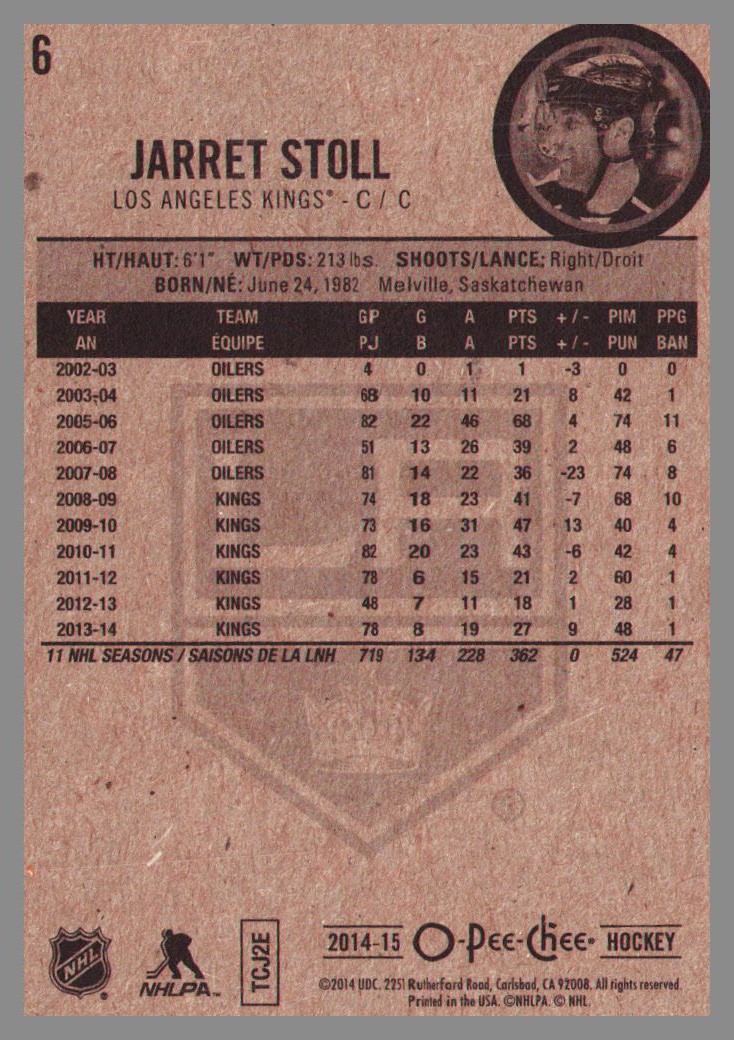 6
JARRET STOLL
LOS ANGELES KINGS® - C / C
HT/HAUT: 6'1" WT/PDS: 213 lbs. SHOOTS/LANCE: Right/Droit
BORN/NÉ: June 24, 1982 Melville, Saskatchewan
YEAR TEAM GP G A PTS + / - PIM PPG
AN ÉQUIPE PJ B A PTS + / - PUN BAN
2002-03 OILERS 4 0 1 1 -3 0 0
2003-04 OILERS 68 10 11 21 8 42 1
2005-06 OILERS 82 22 46 68 4 74 11
2006-07 OILERS 51 13 26 39 2 48 6
2007-08 OILERS 81 14 22 36 -23 74 8
2008-09 KINGS 74 18 23 41 -7 68 10
2009-10 KINGS 73 16 31 47 13 40 4
2010-11 KINGS 82 20 23 43 -6 42 4
2011-12 KINGS 78 6 15 21 2 60 1
2012-13 KINGS 48 7 11 18 1 28 1
2013-14 KINGS 78 8 19 27 9 48 1
11 NHL SEASONS / SAISONS DE LA LNH 719 134 228 362 0 524 47
NHL®
NHLPA™
TCJ2E
2014-15 O-Pee-Chee® HOCKEY
©2014 UDC. 2251 Rutherford Road, Carlsbad, CA 92008. All rights reserved.
Printed in the USA. ©NHLPA. © NHL.